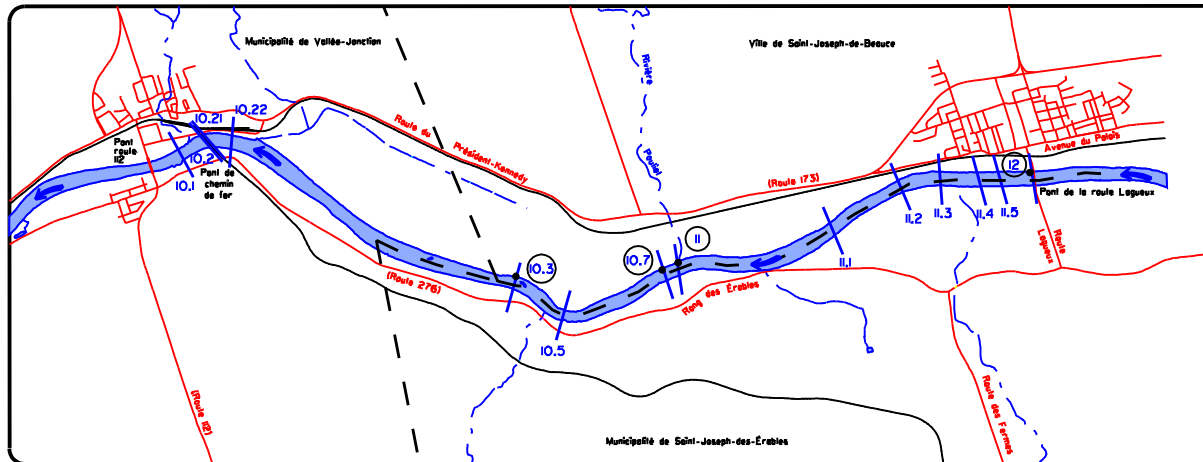 Municipalité de Vallée-Jonction
Ville de Saint-Joseph-de-Beauce
Rivière
Pouliot
10.22
10.21
Pont
route
112
10.2
10.1
Pont de
chemin
de fer
Route du
Président-Kennedy
(Route 173)
Avenue du Palais
12
Pont de la route Lagueux
11.2
11.3
11.4
11.5
Route
Lagueux
11
10.7
10.3
11.1
(Route 276)
Rang des Érables
10.5
(Route 112)
Route des Fermes
Municipalité de Saint-Joseph-des-Érables